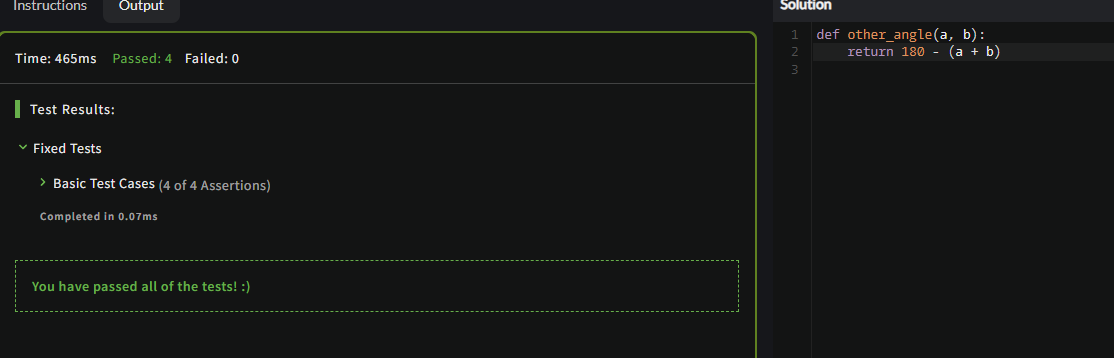 Instructions Output
Time: 465ms Passed: 4 Failed: 0
Test Results:
Fixed Tests
Basic Test Cases (4 of 4 Assertions)
Completed in 0.07ms
You have passed all of the tests! :)
Solution
1 def other_angle(a, b):
2 return 180 - (a + b)
3